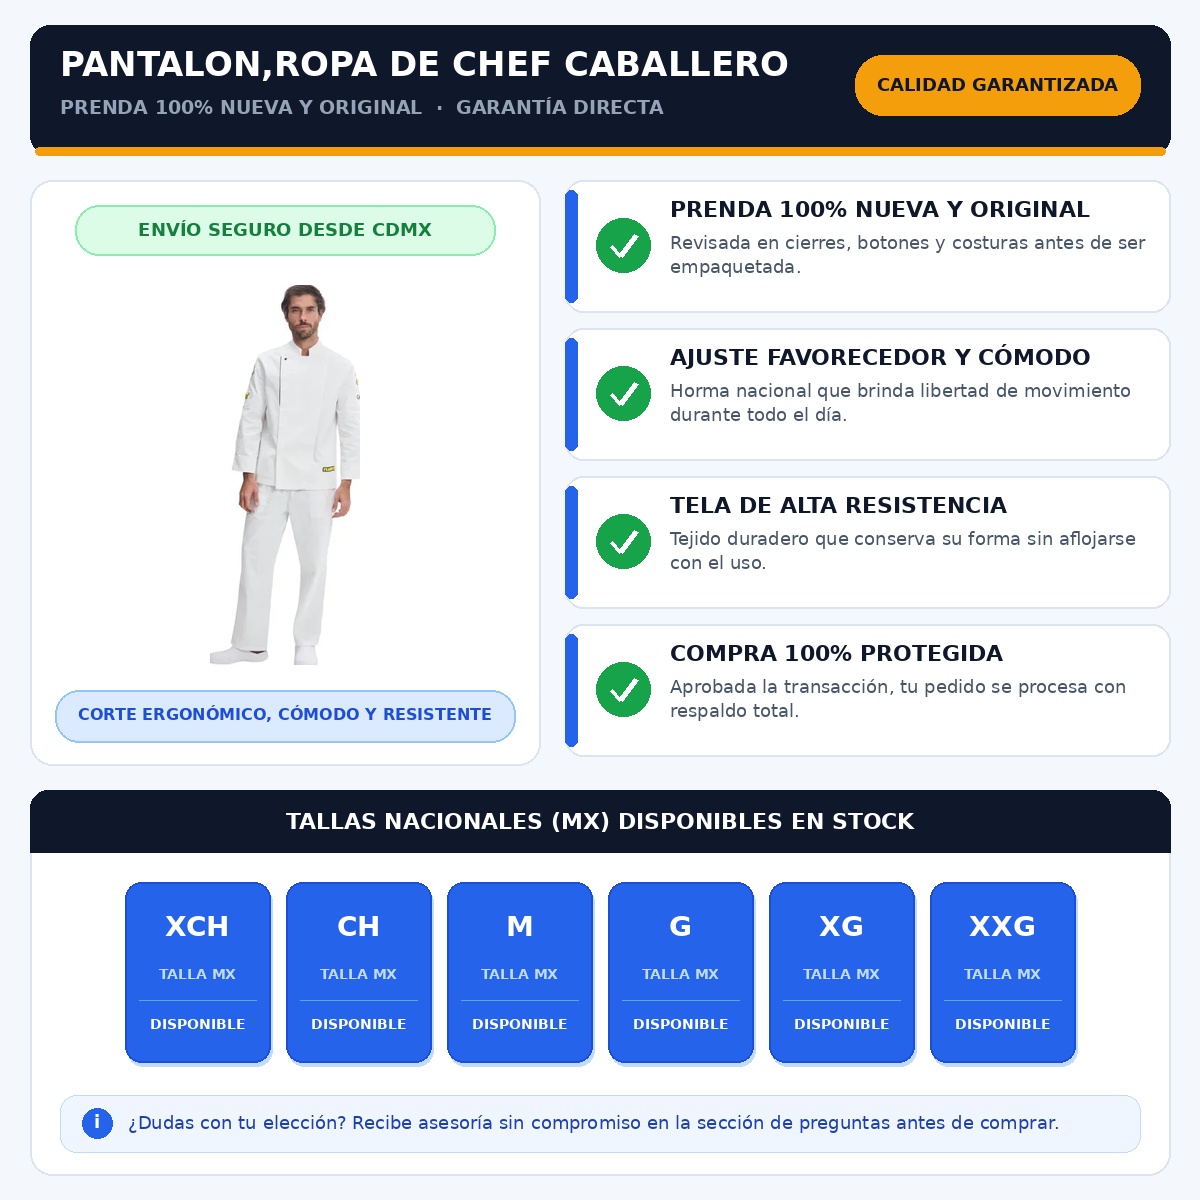 PANTALON,ROPA DE CHEF CABALLERO
PRENDA 100% NUEVA Y ORIGINAL · GARANTÍA DIRECTA
CALIDAD GARANTIZADA
ENVÍO SEGURO DESDE CDMX
CORTE ERGONÓMICO, CÓMODO Y RESISTENTE
PRENDA 100% NUEVA Y ORIGINAL
Revisada en cierres, botones y costuras antes de ser
empaquetada.
AJUSTE FAVORECEDOR Y CÓMODO
Horma nacional que brinda libertad de movimiento
durante todo el día.
TELA DE ALTA RESISTENCIA
Tejido duradero que conserva su forma sin aflojarse
con el uso.
COMPRA 100% PROTEGIDA
Aprobada la transacción, tu pedido se procesa con
respaldo total.
TALLAS NACIONALES (MX) DISPONIBLES EN STOCK
XCH
TALLA MX
DISPONIBLE
CH
TALLA MX
DISPONIBLE
M
TALLA MX
DISPONIBLE
G
TALLA MX
DISPONIBLE
XG
TALLA MX
DISPONIBLE
XXG
TALLA MX
DISPONIBLE
i
¿Dudas con tu elección? Recibe asesoría sin compromiso en la sección de preguntas antes de comprar.